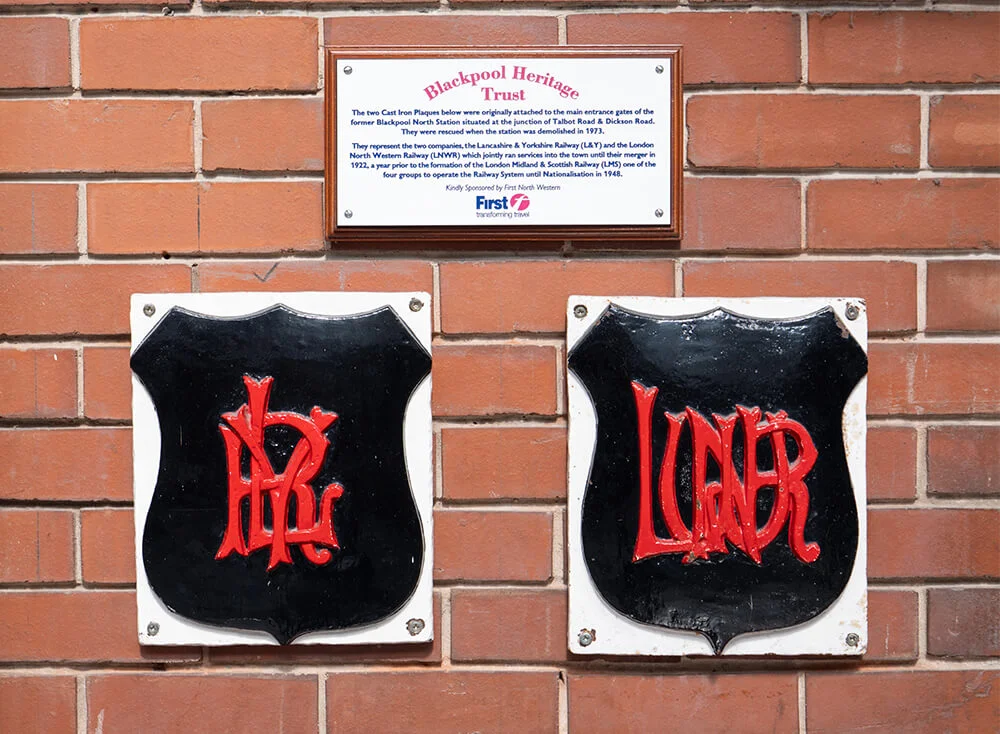 Blackpool Heritage
Trust
The two Cast Iron Plaques below were originally attached to the main entrance gates of the
former Blackpool North Station situated at the junction of Talbot Road & Dickson Road.
They were rescued when the station was demolished in 1973.
They represent the two companies, the Lancashire & Yorkshire Railway (L&Y) and the London
North Western Railway (LNWR) which jointly ran services into the town until their merger in
1922, a year prior to the formation of the London Midland & Scottish Railway (LMS) one of the
four groups to operate the Railway System until Nationalisation in 1948.
Kindly Sponsored by First North Western
First f
transforming travel
LYR
LNWR